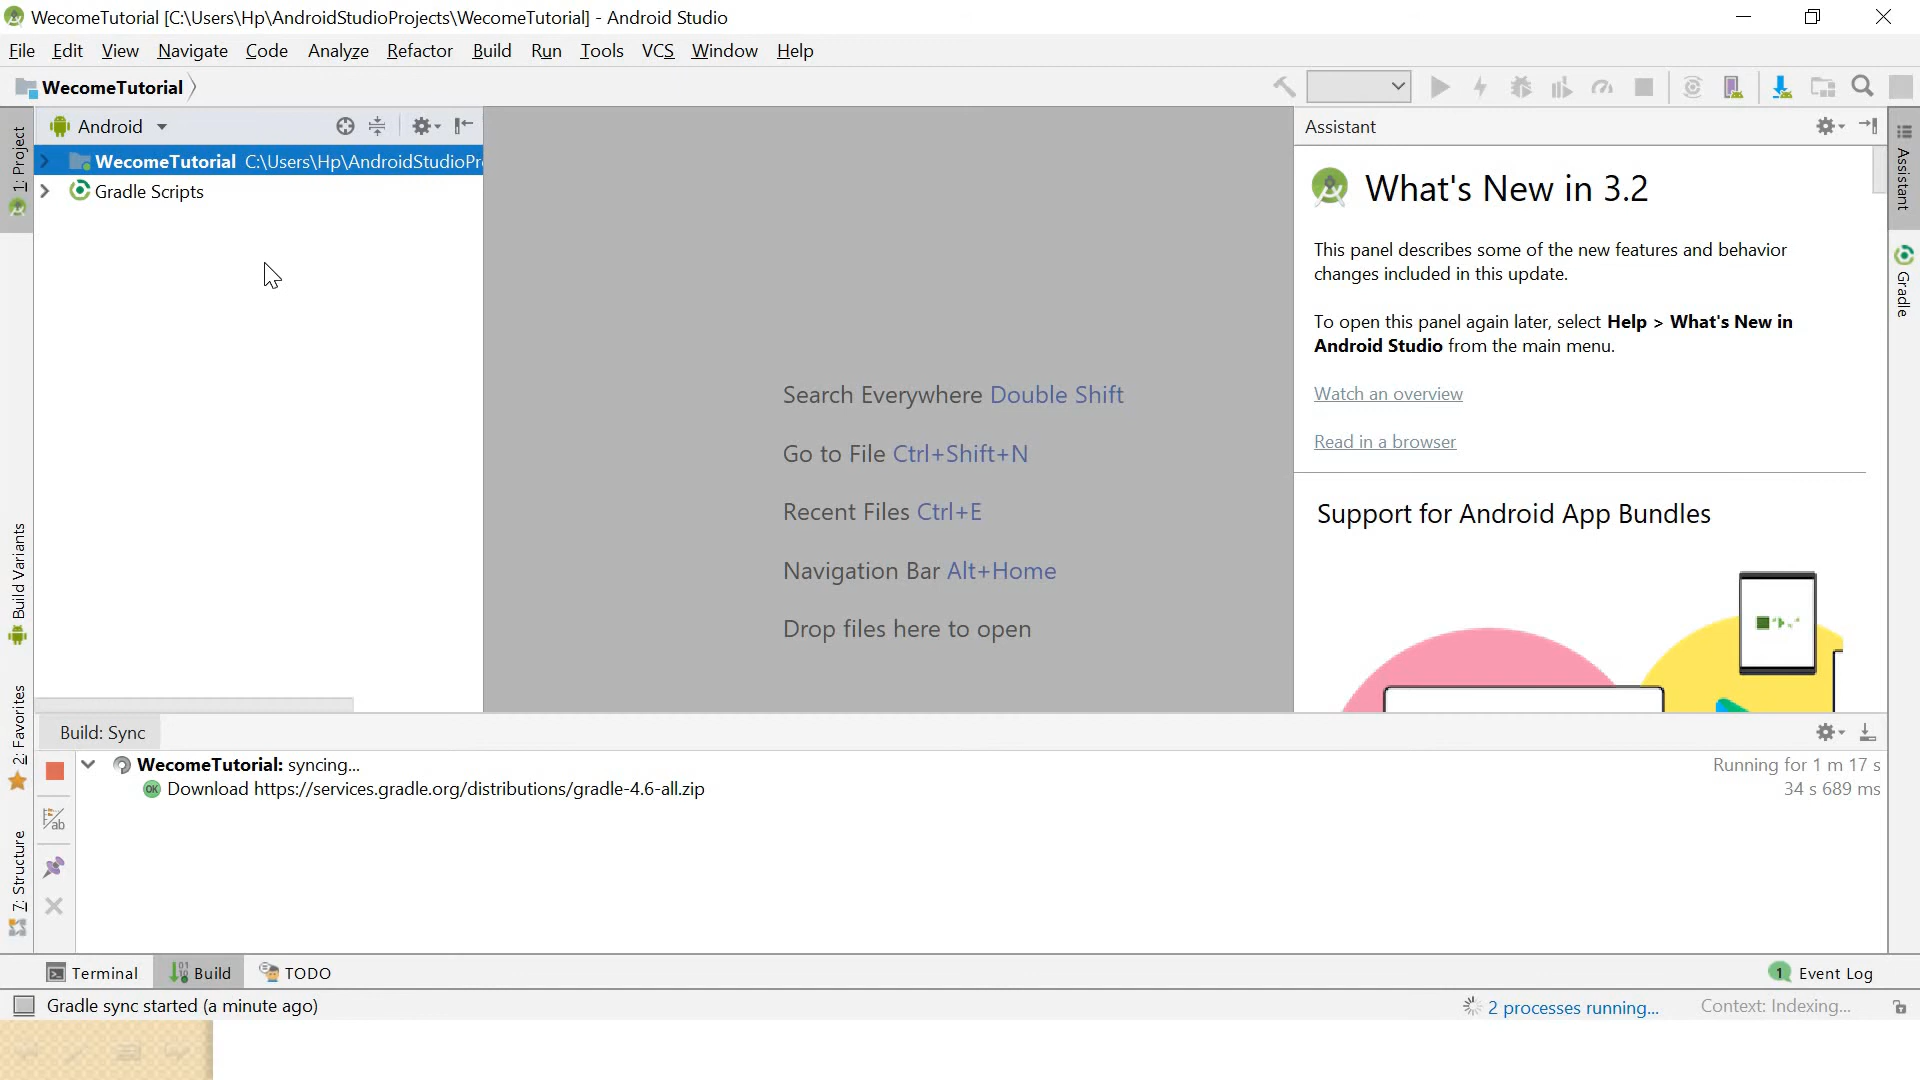 WecomeTutorial [C:\Users\Hp\AndroidStudioProjects\WecomeTutorial] - Android Studio
File Edit View Navigate Code Analyze Refactor Build Run Tools VCS Window Help
WecomeTutorial
1: Project
Android
WecomeTutorial C:\Users\Hp\AndroidStudioPr
Gradle Scripts
Search Everywhere Double Shift
Go to File Ctrl+Shift+N
Recent Files Ctrl+E
Navigation Bar Alt+Home
Drop files here to open
Assistant
What's New in 3.2
This panel describes some of the new features and behavior
changes included in this update.
To open this panel again later, select Help > What's New in
Android Studio from the main menu.
Watch an overview
Read in a browser
Support for Android App Bundles
Assistant
Gradle
Build Variants
2: Favorites
7: Structure
Build: Sync
WecomeTutorial: syncing...
Running for 1 m 17 s
OK Download https://services.gradle.org/distributions/gradle-4.6-all.zip
34 s 689 ms
Terminal
Build
TODO
1 Event Log
Gradle sync started (a minute ago)
2 processes running...
Context: Indexing...